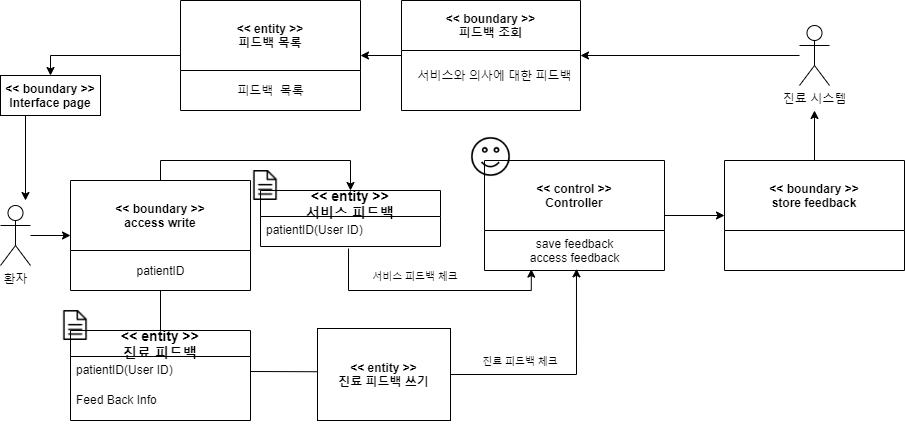 << entity >>
피드백 목록
피드백  목록
<< boundary >>
피드백 조회
서비스와 의사에 대한 피드백
진료 시스템
<< boundary >>
Interface page
환자
<< boundary >>
access write
patientID
<< entity >>
서비스 피드백
patientID(User ID)
서비스 피드백 체크
<< control >>
Controller
save feedback
access feedback
<< boundary >>
store feedback
<< entity >>
진료 피드백
patientID(User ID)
Feed Back Info
<< entity >>
진료 피드백 쓰기
진료 피드백 체크